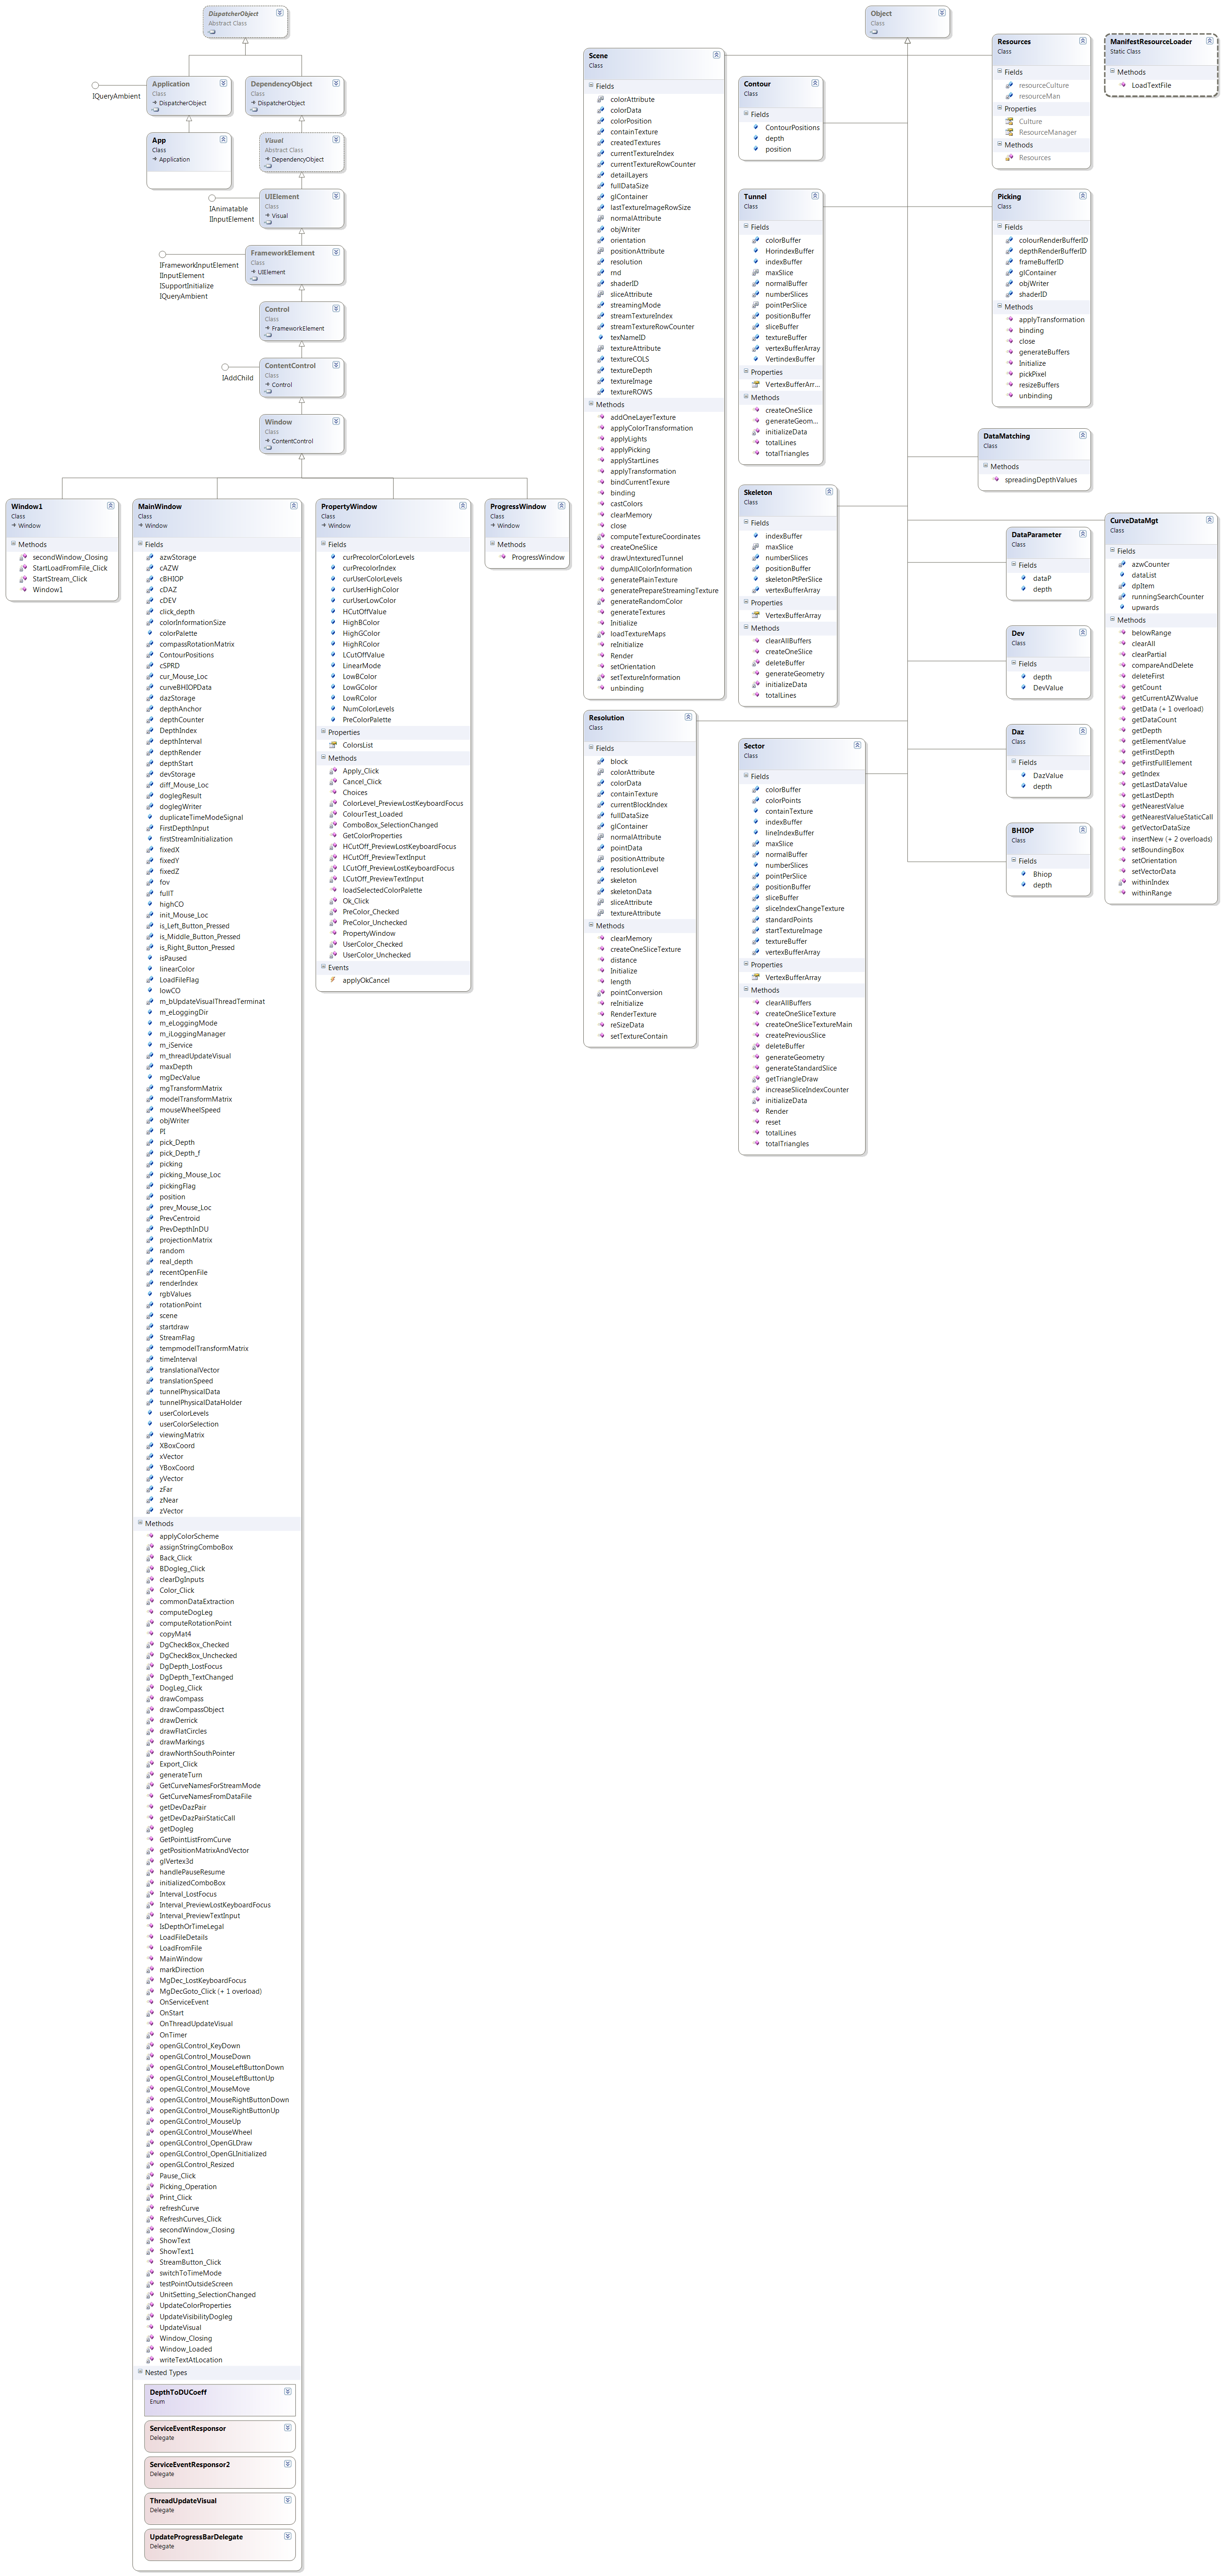 DispatcherObject
Abstract Class
Object
Class
Application
Class
DispatcherObject
IQueryAmbient
DependencyObject
Class
DispatcherObject
App
Class
Application
Visual
Abstract Class
DependencyObject
UIElement
Class
Visual
IAnimatable
IInputElement
FrameworkElement
Class
UIElement
IFrameworkInputElement
IInputElement
ISupportInitialize
IQueryAmbient
Control
Class
FrameworkElement
ContentControl
Class
Control
IAddChild
Window
Class
ContentControl
Window1
Class
Window
Methods
secondWindow_Closing
StartLoadFromFile_Click
StartStream_Click
Window1
MainWindow
Class
Window
Fields
azwStorage
cAZW
cBHIOP
cDAZ
cDEV
click_depth
colorInformationSize
colorPalette
compassRotationMatrix
ContourPositions
cSPRD
cur_Mouse_Loc
curveBHIOPData
dazStorage
depthAnchor
depthCounter
DepthIndex
depthInterval
depthRender
depthStart
devStorage
diff_Mouse_Loc
doglegResult
doglegWriter
duplicateTimeModeSignal
FirstDepthInput
firstStreamInitialization
fixedX
fixedY
fixedZ
fov
fullT
highCO
init_Mouse_Loc
is_Left_Button_Pressed
is_Middle_Button_Pressed
is_Right_Button_Pressed
isPaused
linearColor
LoadFileFlag
lowCO
m_bUpdateVisualThreadTerminat
m_eLoggingDir
m_eLoggingMode
m_iLoggingManager
m_iService
m_threadUpdateVisual
maxDepth
mgDecValue
mgTransformMatrix
modelTransformMatrix
mouseWheelSpeed
objWriter
PI
pick_Depth
pick_Depth_f
picking
picking_Mouse_Loc
pickingFlag
position
prev_Mouse_Loc
PrevCentroid
PrevDepthInDU
projectionMatrix
random
real_depth
recentOpenFile
renderIndex
rgbValues
rotationPoint
scene
startdraw
StreamFlag
tempmodelTransformMatrix
timeInterval
translationalVector
translationSpeed
tunnelPhysicalData
tunnelPhysicalDataHolder
userColorLevels
userColorSelection
viewingMatrix
XBoxCoord
xVector
YBoxCoord
yVector
zFar
zNear
zVector
Methods
applyColorScheme
assignStringComboBox
Back_Click
BDogleg_Click
clearDgInputs
Color_Click
commonDataExtraction
computeDogLeg
computeRotationPoint
copyMat4
DgCheckBox_Checked
DgCheckBox_Unchecked
DgDepth_LostFocus
DgDepth_TextChanged
DogLeg_Click
drawCompass
drawCompassObject
drawDerrick
drawFlatCircles
drawMarkings
drawNorthSouthPointer
Export_Click
generateTurn
GetCurveNamesForStreamMode
GetCurveNamesFromDataFile
getDevDazPair
getDevDazPairStaticCall
getDogleg
GetPointListFromCurve
getPositionMatrixAndVector
glVertex3d
handlePauseResume
initializedComboBox
Interval_LostFocus
Interval_PreviewLostKeyboardFocus
Interval_PreviewTextInput
IsDepthOrTimeLegal
LoadFileDetails
LoadFromFile
MainWindow
markDirection
MgDec_LostKeyboardFocus
MgDecGoto_Click (+ 1 overload)
OnServiceEvent
OnStart
OnThreadUpdateVisual
OnTimer
openGLControl_KeyDown
openGLControl_MouseDown
openGLControl_MouseLeftButtonDown
openGLControl_MouseLeftButtonUp
openGLControl_MouseMove
openGLControl_MouseRightButtonDown
openGLControl_MouseRightButtonUp
openGLControl_MouseUp
openGLControl_MouseWheel
openGLControl_OpenGLDraw
openGLControl_OpenGLInitialized
openGLControl_Resized
Pause_Click
Picking_Operation
Print_Click
refreshCurve
RefreshCurves_Click
secondWindow_Closing
ShowText
ShowText1
StreamButton_Click
switchToTimeMode
testPointOutsideScreen
UnitSetting_SelectionChanged
UpdateColorProperties
UpdateVisibilityDogleg
UpdateVisual
Window_Closing
Window_Loaded
writeTextAtLocation
Nested Types
DepthToDUCoeff
Enum
ServiceEventResponsor
Delegate
ServiceEventResponsor2
Delegate
ThreadUpdateVisual
Delegate
UpdateProgressBarDelegate
Delegate
PropertyWindow
Class
Window
Fields
curPrecolorColorLevels
curPrecolorIndex
curUserColorLevels
curUserHighColor
curUserLowColor
HCutOffValue
HighBColor
HighGColor
HighRColor
LCutOffValue
LinearMode
LowBColor
LowGColor
LowRColor
NumColorLevels
PreColorPalette
Properties
ColorsList
Methods
Apply_Click
Cancel_Click
Choices
ColorLevel_PreviewLostKeyboardFocus
ColourTest_Loaded
ComboBox_SelectionChanged
GetColorProperties
HCutOff_PreviewLostKeyboardFocus
HCutOff_PreviewTextInput
LCutOff_PreviewLostKeyboardFocus
LCutOff_PreviewTextInput
loadSelectedColorPalette
Ok_Click
PreColor_Checked
PreColor_Unchecked
PropertyWindow
UserColor_Checked
UserColor_Unchecked
Events
applyOkCancel
ProgressWindow
Class
Window
Methods
ProgressWindow
Scene
Class
Fields
colorAttribute
colorData
colorPosition
containTexture
createdTextures
currentTextureIndex
currentTextureRowCounter
detailLayers
fullDataSize
glContainer
lastTextureImageRowSize
normalAttribute
objWriter
orientation
positionAttribute
resolution
rnd
shaderID
sliceAttribute
streamingMode
streamTextureIndex
streamTextureRowCounter
texNameID
textureAttribute
textureCOLS
textureDepth
textureImage
textureROWS
Methods
addOneLayerTexture
applyColorTransformation
applyLights
applyPicking
applyStartLines
applyTransformation
bindCurrentTexure
binding
castColors
clearMemory
close
computeTextureCoordinates
createOneSlice
drawUntexturedTunnel
dumpAllColorInformation
generatePlainTexture
generatePrepareStreamingTexture
generateRandomColor
generateTextures
Initialize
loadTextureMaps
reInitialize
Render
setOrientation
setTextureInformation
unbinding
Resolution
Class
Fields
block
colorAttribute
colorData
containTexture
currentBlockIndex
fullDataSize
glContainer
normalAttribute
pointData
positionAttribute
resolutionLevel
skeleton
skeletonData
sliceAttribute
textureAttribute
Methods
clearMemory
createOneSliceTexture
distance
Initialize
length
pointConversion
reInitialize
RenderTexture
reSizeData
setTextureContain
Contour
Class
Fields
ContourPositions
depth
position
Tunnel
Class
Fields
colorBuffer
HorindexBuffer
indexBuffer
maxSlice
normalBuffer
numberSlices
pointPerSlice
positionBuffer
sliceBuffer
textureBuffer
vertexBufferArray
VertindexBuffer
Properties
VertexBufferArr...
Methods
createOneSlice
generateGeom...
initializeData
totalLines
totalTriangles
Skeleton
Class
Fields
indexBuffer
maxSlice
numberSlices
positionBuffer
skeletonPtPerSlice
vertexBufferArray
Properties
VertexBufferArray
Methods
clearAllBuffers
createOneSlice
deleteBuffer
generateGeometry
initializeData
totalLines
Sector
Class
Fields
colorBuffer
colorPoints
containTexture
indexBuffer
lineIndexBuffer
maxSlice
normalBuffer
numberSlices
pointPerSlice
positionBuffer
sliceBuffer
sliceIndexChangeTexture
standardPoints
startTextureImage
textureBuffer
vertexBufferArray
Properties
VertexBufferArray
Methods
clearAllBuffers
createOneSliceTexture
createOneSliceTextureMain
createPreviousSlice
deleteBuffer
generateGeometry
generateStandardSlice
getTriangleDraw
increaseSliceIndexCounter
initializeData
Render
reset
totalLines
totalTriangles
Resources
Class
Fields
resourceCulture
resourceMan
Properties
Culture
ResourceManager
Methods
Resources
Picking
Class
Fields
colourRenderBufferID
depthRenderBufferID
frameBufferID
glContainer
objWriter
shaderID
Methods
applyTransformation
binding
close
generateBuffers
Initialize
pickPixel
resizeBuffers
unbinding
DataMatching
Class
Methods
spreadingDepthValues
DataParameter
Class
Fields
dataP
depth
Dev
Class
Fields
depth
DevValue
Daz
Class
Fields
DazValue
depth
BHIOP
Class
Fields
Bhiop
depth
ManifestResourceLoader
Static Class
Methods
LoadTextFile
CurveDataMgt
Class
Fields
azwCounter
dataList
dpItem
runningSearchCounter
upwards
Methods
belowRange
clearAll
clearPartial
compareAndDelete
deleteFirst
getCount
getCurrentAZWvalue
getData (+ 1 overload)
getDataCount
getDepth
getElementValue
getFirstDepth
getFirstFullElement
getIndex
getLastDataValue
getLastDepth
getNearestValue
getNearestValueStaticCall
getVectorDataSize
insertNew (+ 2 overloads)
setBoundingBox
setOrientation
setVectorData
withinIndex
withinRange